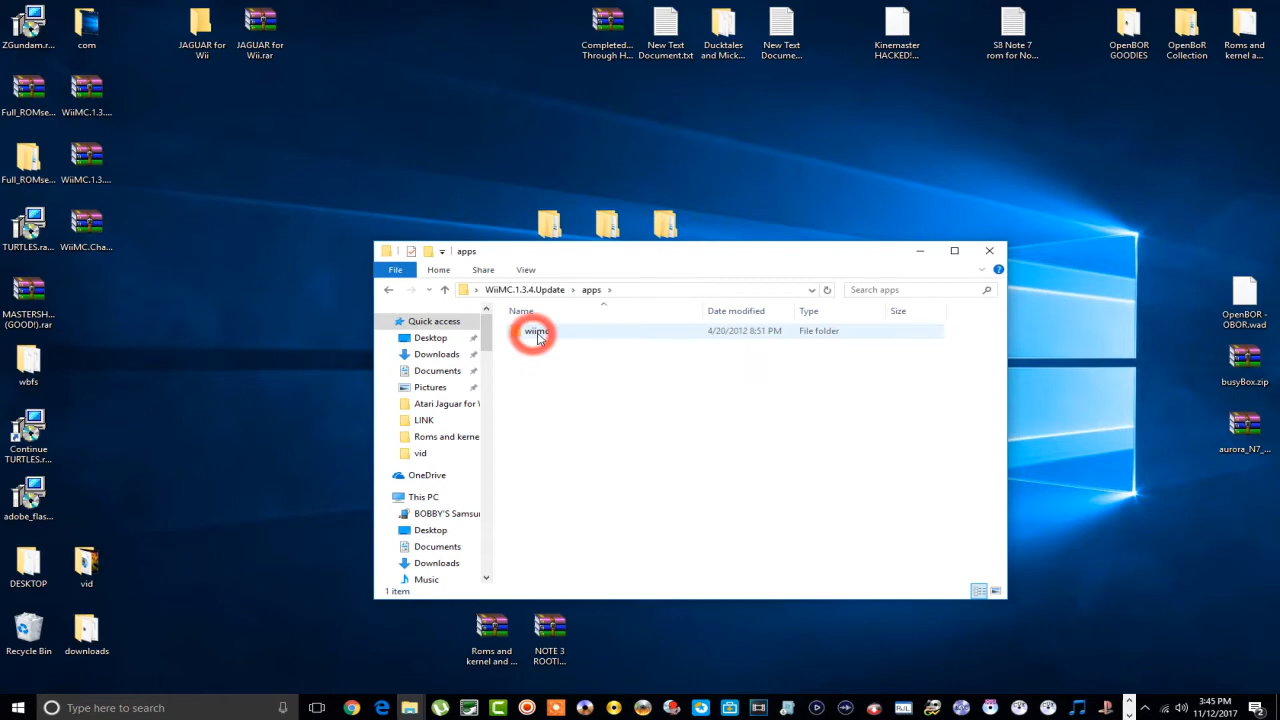 ZGundam.r...
com
JAGUAR for
Wii
JAGUAR for
Wii.rar
Completed...
Through H...
New Text
Document.txt
Ducktales
and Mick...
New Text
Docume...
Kinemaster
HACKED!...
S8 Note 7
rom for No...
OpenBOR
GOODIES
OpenBoR
Collection
Roms and
kernel a...
Full_ROMse...
WiiMC.1.3....
Full_ROMse...
WiiMC.1.3....
TURTLES.ra...
WiiMC.Cha...
MASTERSH...
(GOOD!).rar
wbfs
Continue
TURTLES.r...
adobe_flas...
DESKTOP
vid
Recycle Bin
downloads
apps
File
Home
Share
View
WiiMC.1.3.4.Update
apps
Search apps
Name
Date modified
Type
Size
wiimc
4/20/2012 8:51 PM
File folder
Quick access
Desktop
Downloads
Documents
Pictures
Atari Jaguar for W
LINK
Roms and kerne
vid
OneDrive
This PC
BOBBY'S Samsu
Desktop
Documents
Downloads
Music
1 item
OpenBOR -
OBOR.wad
busyBox.zip
aurora_N7_...
Roms and
kernel and ...
NOTE 3
ROOTI...
Type here to search
3:45 PM
11/12/2017